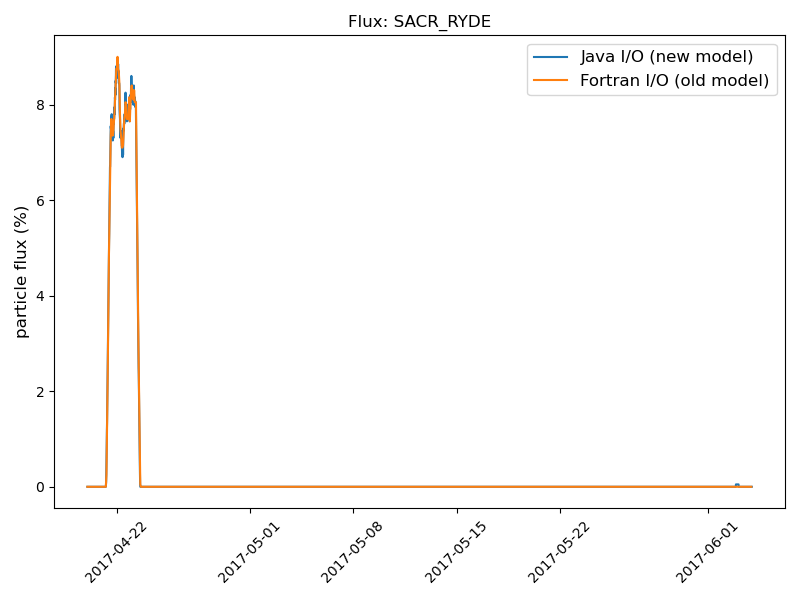 Flux: SACR_RYDE
Java I/O (new model)
Fortran I/O (old model)
particle flux (%)
8
6
4
2
0
2017-04-22
2017-05-01
2017-05-08
2017-05-15
2017-05-22
2017-06-01